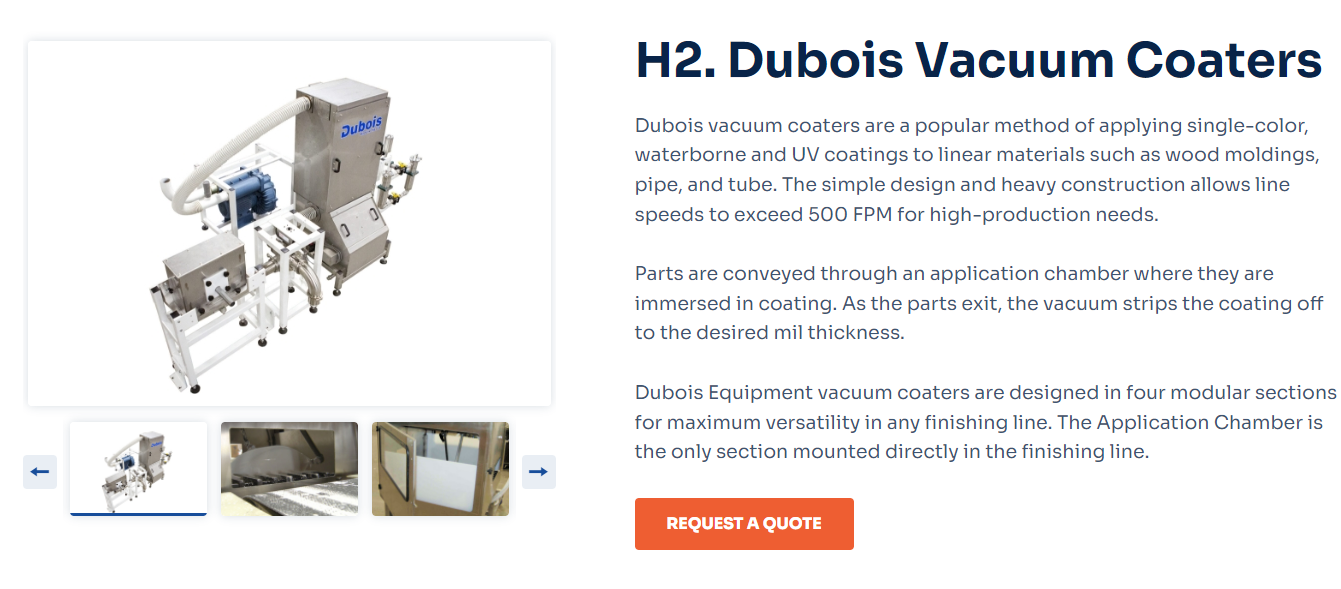 Dubois
H2. Dubois Vacuum Coaters
Dubois vacuum coaters are a popular method of applying single-color,
waterborne and UV coatings to linear materials such as wood moldings,
pipe, and tube. The simple design and heavy construction allows line
speeds to exceed 500 FPM for high-production needs.
Parts are conveyed through an application chamber where they are
immersed in coating. As the parts exit, the vacuum strips the coating off
to the desired mil thickness.
Dubois Equipment vacuum coaters are designed in four modular sections
for maximum versatility in any finishing line. The Application Chamber is
the only section mounted directly in the finishing line.
REQUEST A QUOTE